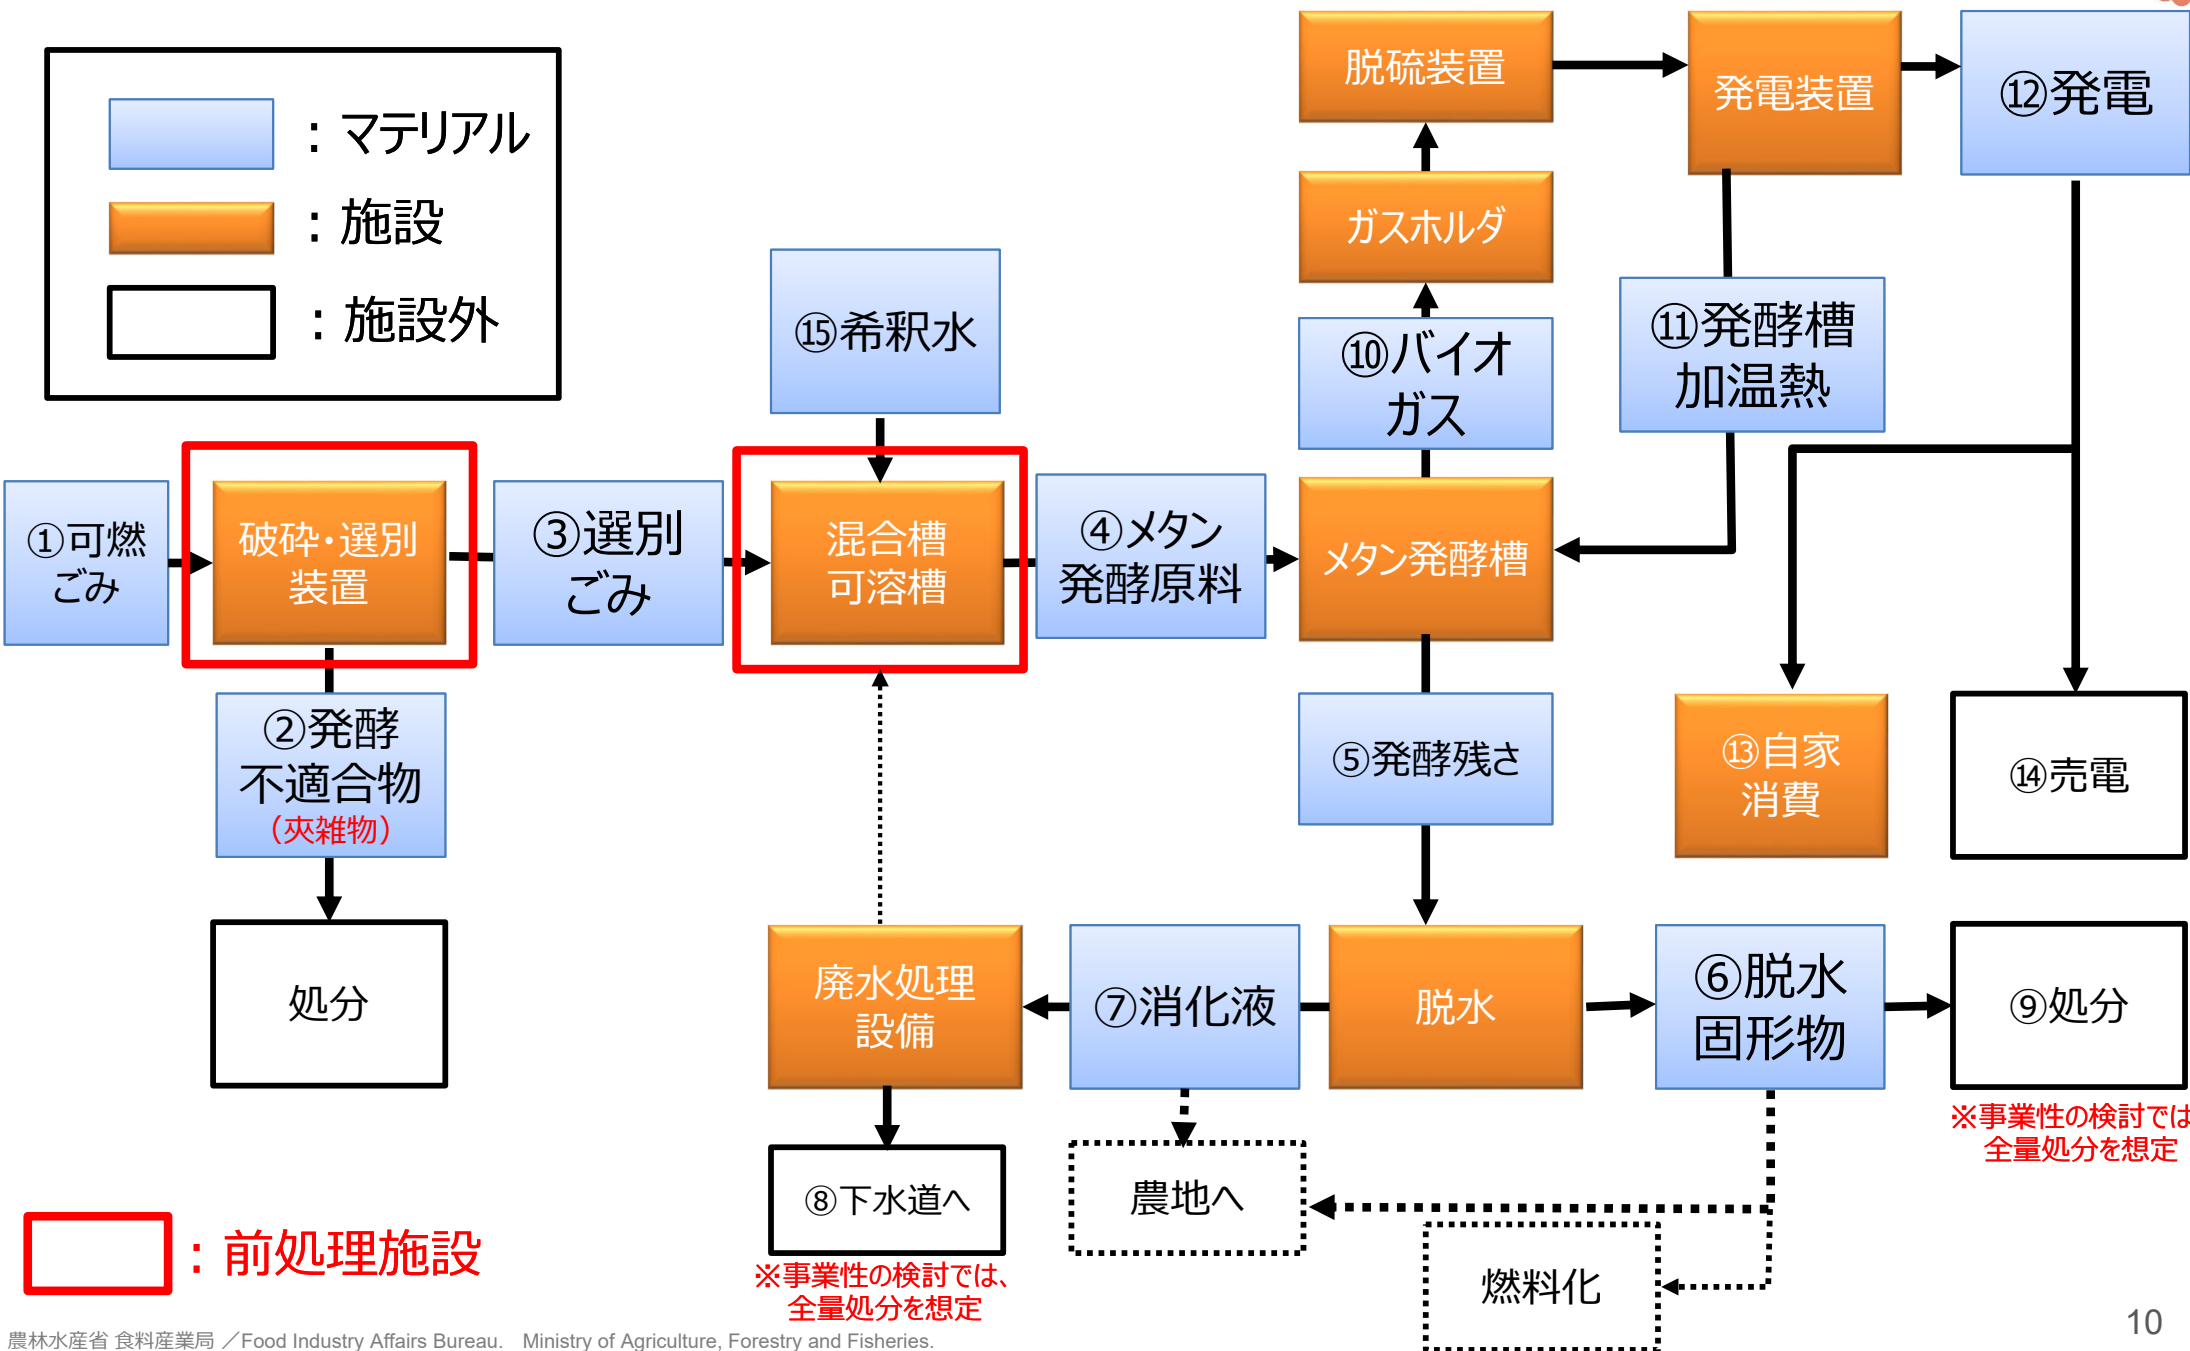 ：マテリアル
：施設
：施設外
脱硫装置
発電装置
⑫発電
ガスホルダ
⑮希釈水
⑩バイオ
ガス
⑪発酵槽
加温熱
①可燃
ごみ
破砕・選別
装置
③選別
ごみ
混合槽
可溶槽
④メタン
発酵原料
メタン発酵槽
②発酵
不適合物
（夾雑物）
⑤発酵残さ
⑬自家
消費
⑭売電
処分
廃水処理
設備
⑦消化液
脱水
⑥脱水
固形物
⑨処分
※事業性の検討では
全量処分を想定
⑧下水道へ
農地へ
：前処理施設
※事業性の検討では、
全量処分を想定
燃料化
農林水産省 食料産業局 ／Food Industry Affairs Bureau.　Ministry of Agriculture, Forestry and Fisheries.
10